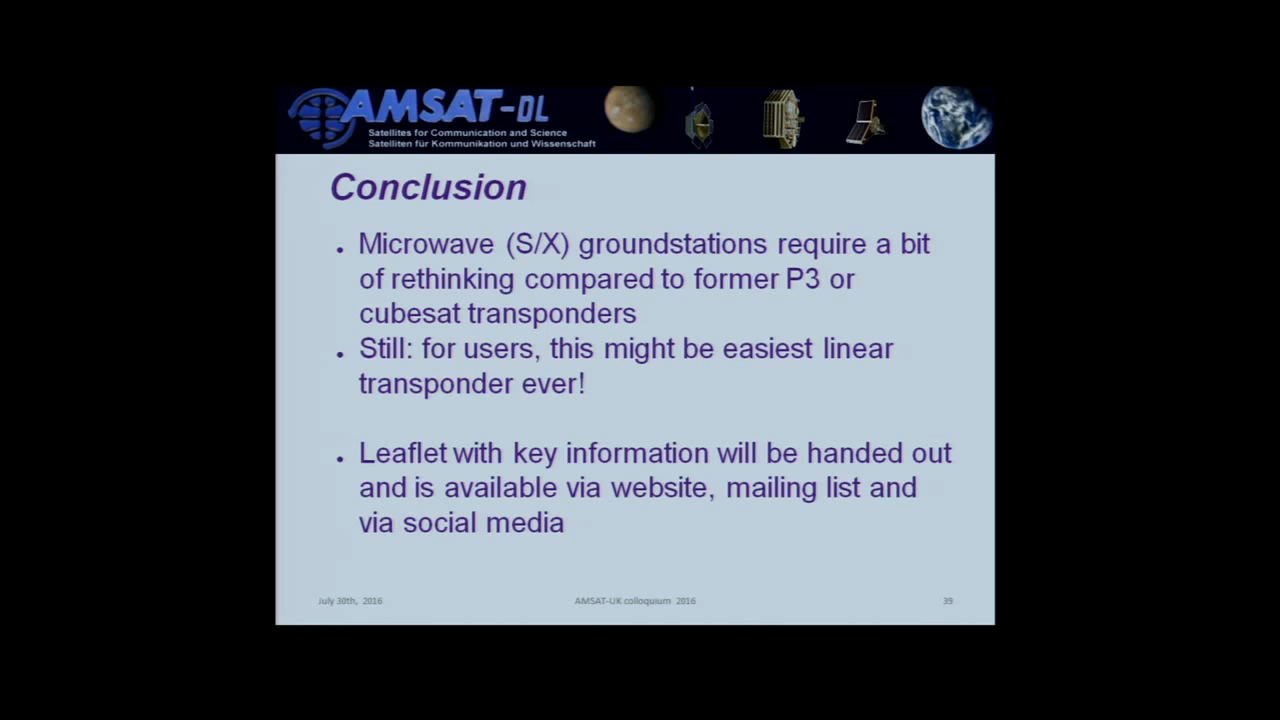 AMSAT-DL
Satellites for Communication and Science
Satelliten für Kommunikation und Wissenschaft
Conclusion
• Microwave (S/X) groundstations require a bit
of rethinking compared to former P3 or
cubesat transponders
• Still: for users, this might be easiest linear
transponder ever!
• Leaflet with key information will be handed out
and is available via website, mailing list and
via social media
July 30th, 2016
AMSAT-UK colloquium 2016
39